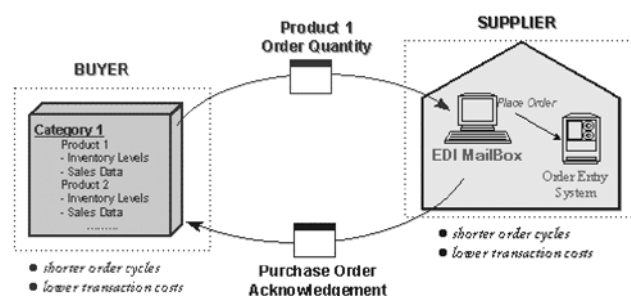 Product 1
Order Quantity
SUPPLIER
BUYER
Category 1
Product 1
- Inventory Levels
- Sales Data
Product 2
- Inventory Levels
- Sales Data
.........
Place Order
EDI MailBox
Order Entry
System
Purchase Order
Acknowledgement
● shorter order cycles
● lower transaction costs
● shorter order cycles
● lower transaction costs